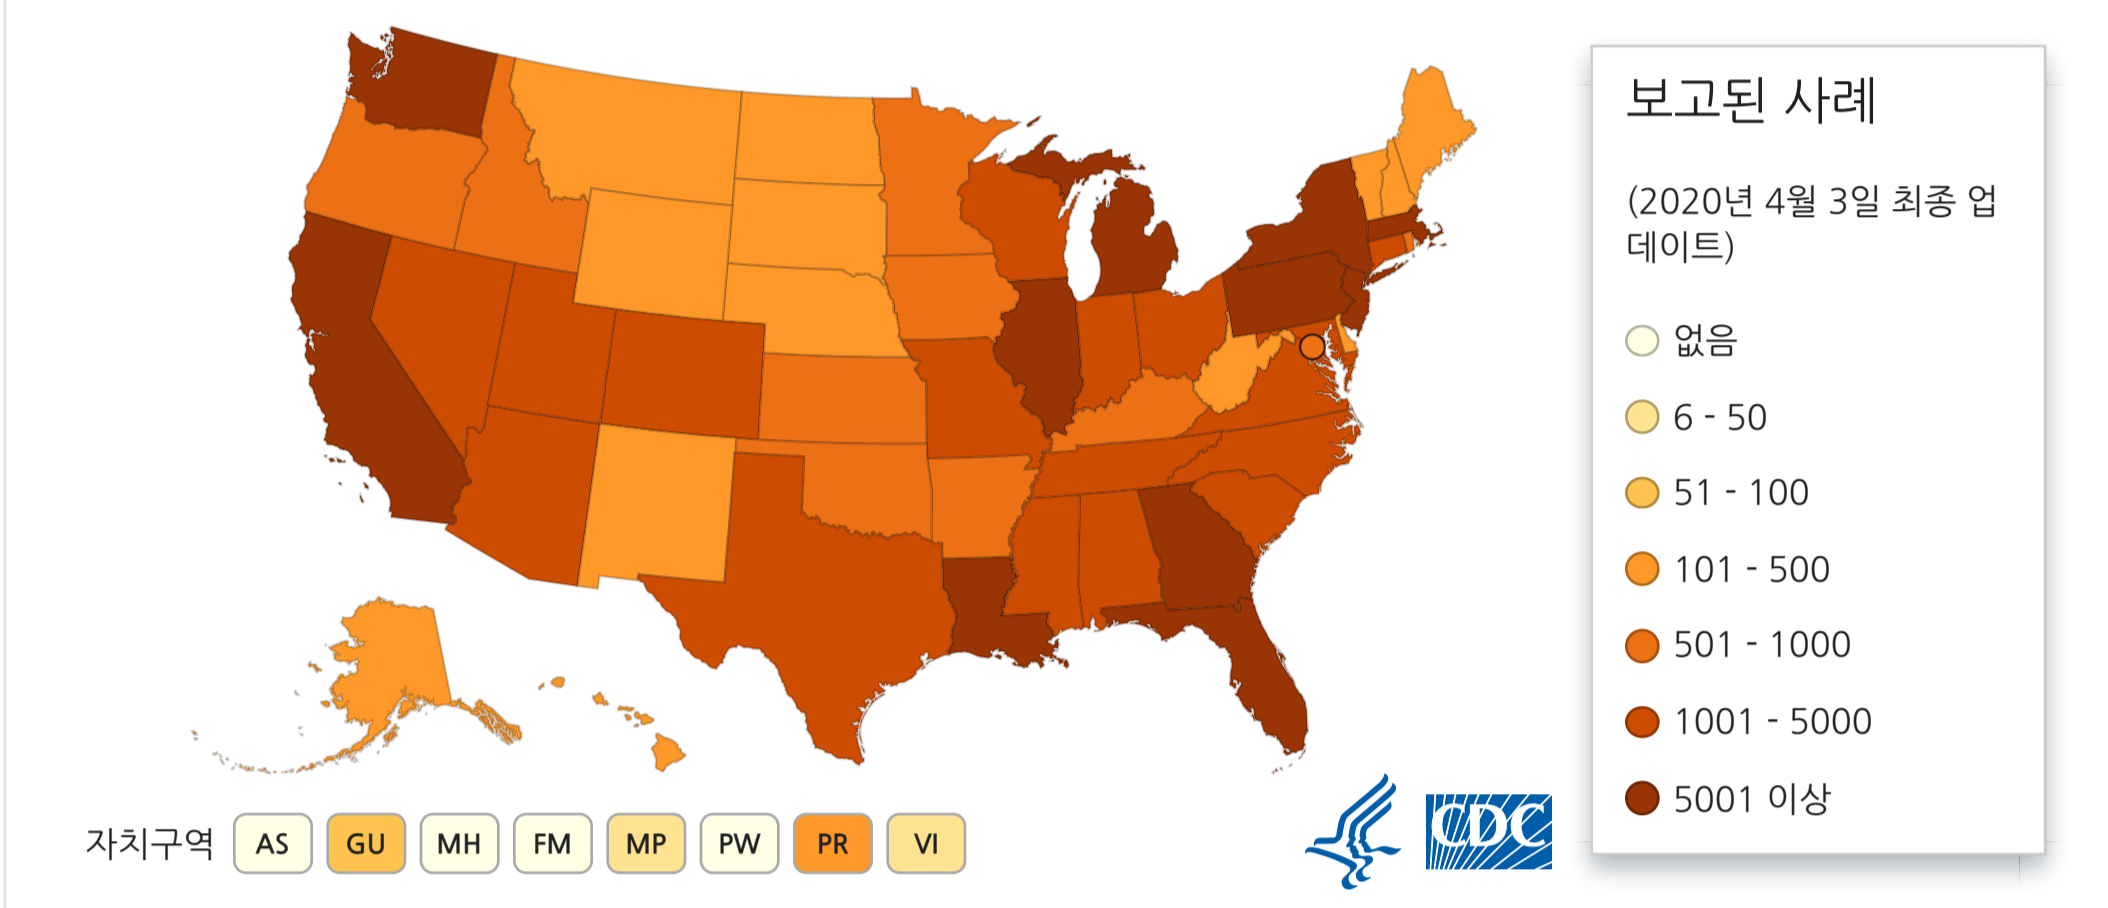 보고된 사례
(2020년 4월 3일 최종 업
데이트)
없음
6 - 50
51 - 100
101 - 500
501 - 1000
1001 - 5000
5001 이상
자치구역 AS GU MH FM MP PW PR VI
CDC